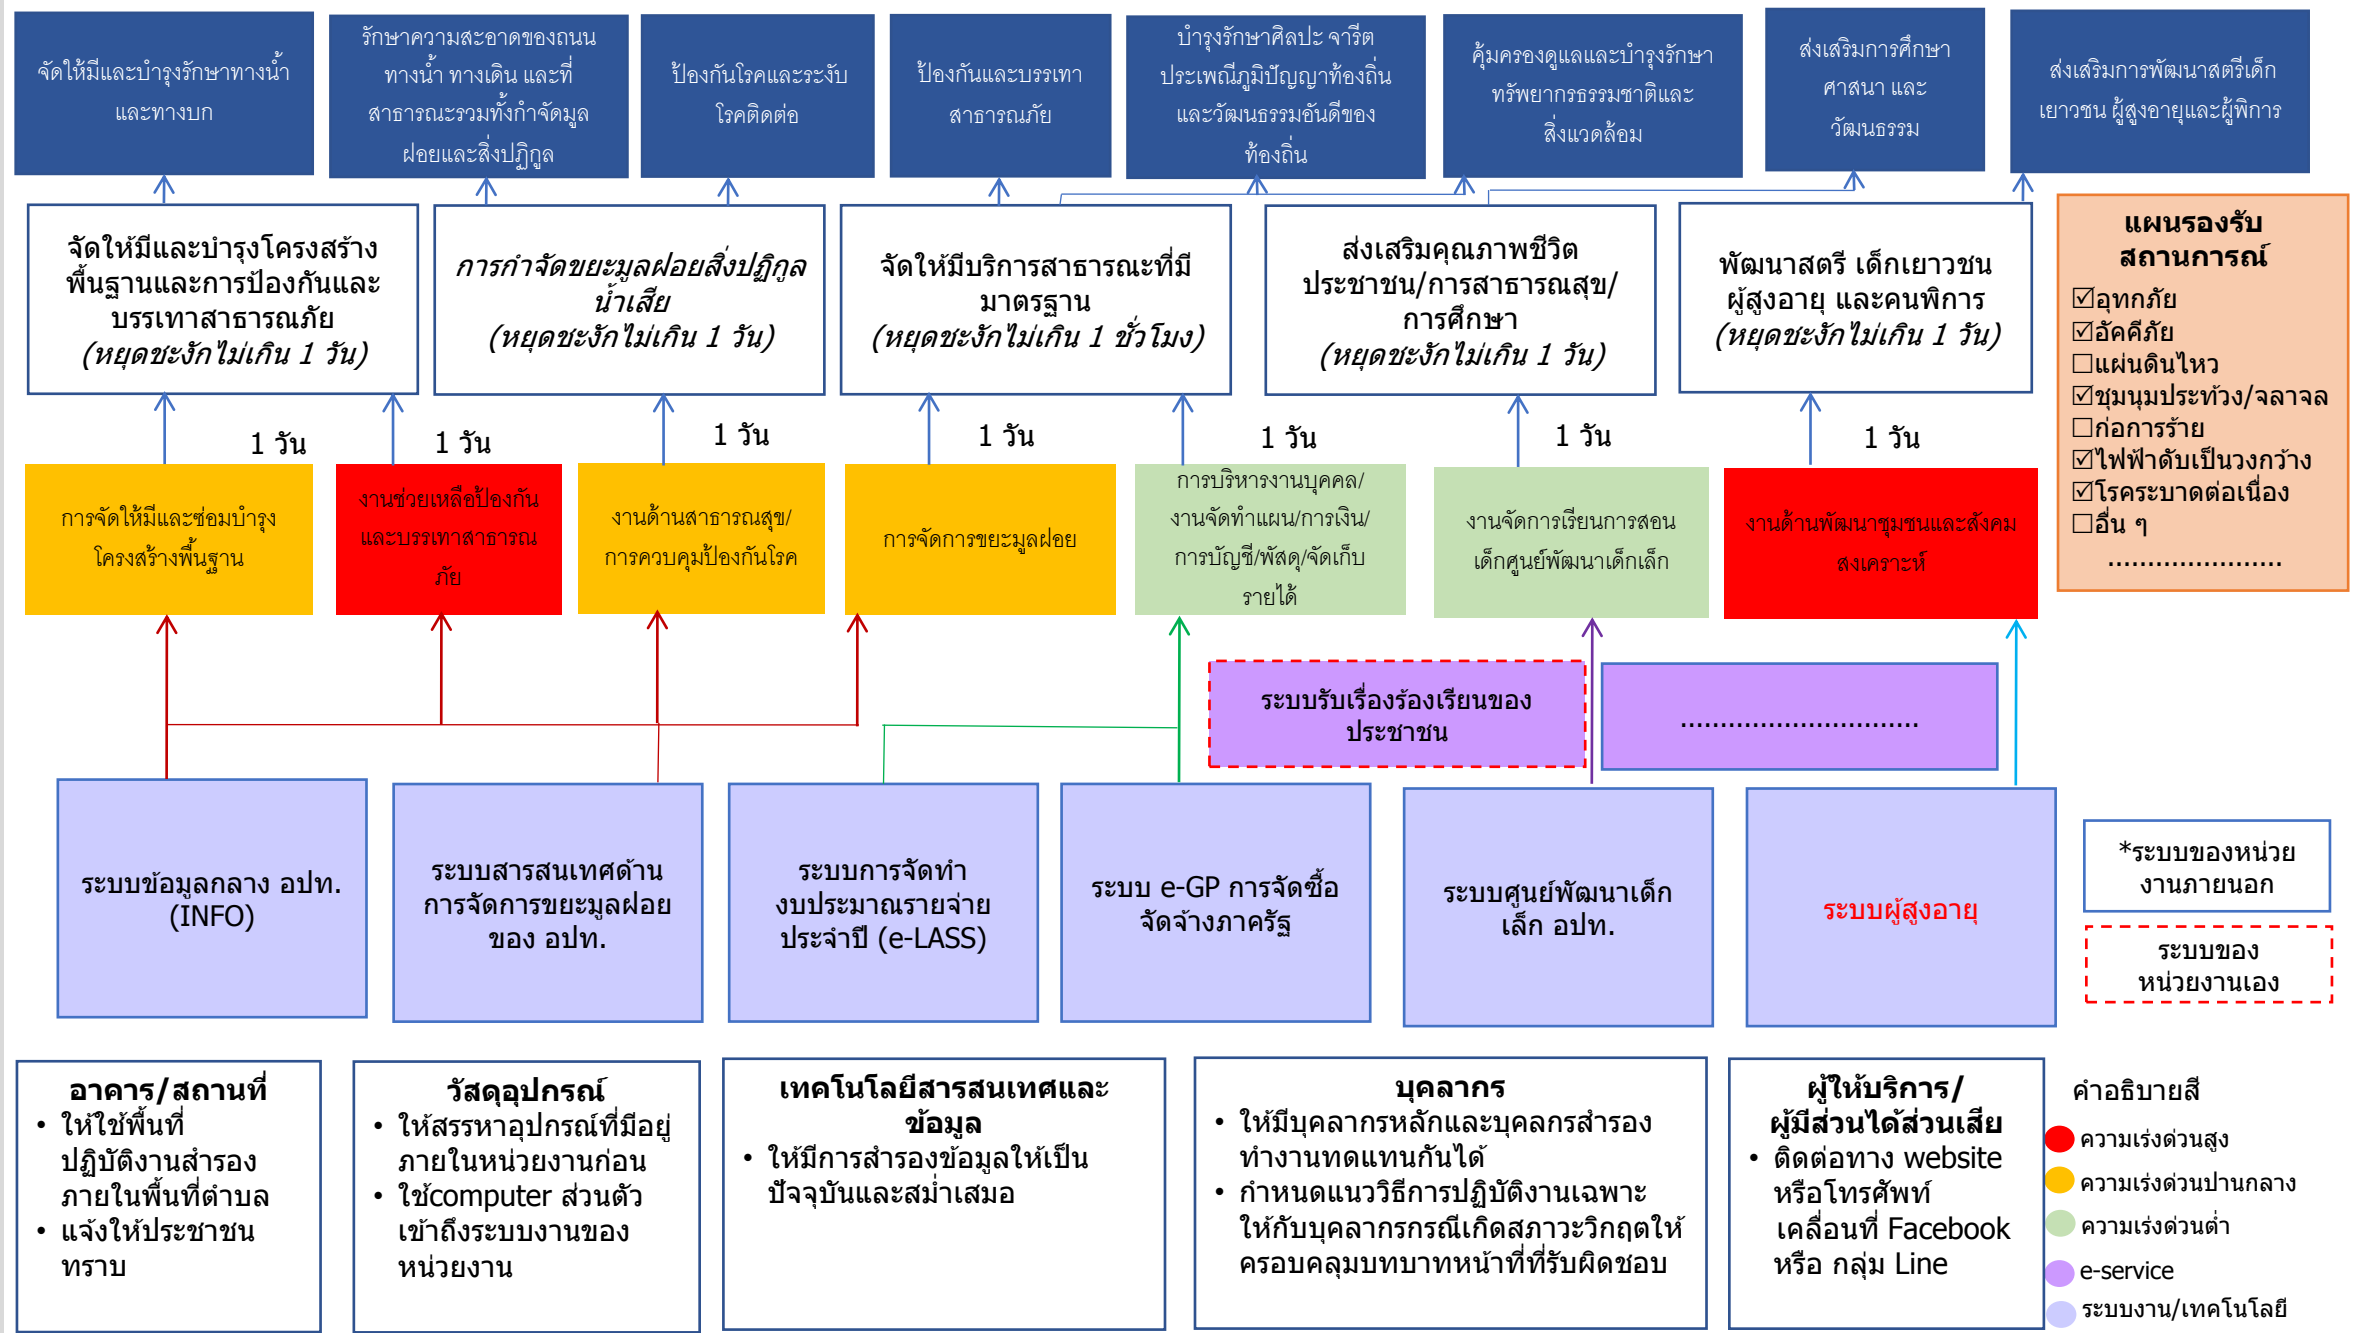 จัดให้มีและบำรุงรักษาทางน้ำ
และทางบก
รักษาความสะอาดของถนน
ทางน้ำ ทางเดิน และที่
สาธารณะรวมทั้งกำจัดมูล
ฝอยและสิ่งปฏิกูล
ป้องกันโรคและระงับ
โรคติดต่อ
ป้องกันและบรรเทา
สาธารณภัย
บำรุงรักษาศิลปะ จารีต
ประเพณีภูมิปัญญาท้องถิ่น
และวัฒนธรรมอันดีของ
ท้องถิ่น
คุ้มครองดูแลและบำรุงรักษา
ทรัพยากรธรรมชาติและ
สิ่งแวดล้อม
ส่งเสริมการศึกษา
ศาสนา และ
วัฒนธรรม
ส่งเสริมการพัฒนาสตรีเด็ก
เยาวชน ผู้สูงอายุและผู้พิการ
จัดให้มีและบำรุงโครงสร้าง
พื้นฐานและการป้องกันและ
บรรเทาสาธารณภัย
(หยุดชะงักไม่เกิน 1 วัน)
การกำจัดขยะมูลฝอยสิ่งปฏิกูล
น้ำเสีย
(หยุดชะงักไม่เกิน 1 วัน)
จัดให้มีบริการสาธารณะที่มี
มาตรฐาน
(หยุดชะงักไม่เกิน 1 ชั่วโมง)
ส่งเสริมคุณภาพชีวิต
ประชาชน/การสาธารณสุข/
การศึกษา
(หยุดชะงักไม่เกิน 1 วัน)
พัฒนาสตรี เด็กเยาวชน
ผู้สูงอายุ และคนพิการ
(หยุดชะงักไม่เกิน 1 วัน)
แผนรองรับ
สถานการณ์
☑อุทกภัย
☑อัคคีภัย
☐แผ่นดินไหว
☑ชุมนุมประท้วง/จลาจล
☐ก่อการร้าย
☑ไฟฟ้าดับเป็นวงกว้าง
☑โรคระบาดต่อเนื่อง
☐อื่น ๆ
......................
1 วัน
1 วัน
1 วัน
1 วัน
1 วัน
1 วัน
1 วัน
การจัดให้มีและซ่อมบำรุง
โครงสร้างพื้นฐาน
งานช่วยเหลือป้องกัน
และบรรเทาสาธารณ
ภัย
งานด้านสาธารณสุข/
การควบคุมป้องกันโรค
การจัดการขยะมูลฝอย
การบริหารงานบุคคล/
งานจัดทำแผน/การเงิน/
การบัญชี/พัสดุ/จัดเก็บ
รายได้
งานจัดการเรียนการสอน
เด็กศูนย์พัฒนาเด็กเล็ก
งานด้านพัฒนาชุมชนและสังคม
สงเคราะห์
ระบบรับเรื่องร้องเรียนของ
ประชาชน
..............................
ระบบข้อมูลกลาง อปท.
(INFO)
ระบบสารสนเทศด้าน
การจัดการขยะมูลฝอย
ของ อปท.
ระบบการจัดทำ
งบประมาณรายจ่าย
ประจำปี (e-LASS)
ระบบ e-GP การจัดซื้อ
จัดจ้างภาครัฐ
ระบบศูนย์พัฒนาเด็ก
เล็ก อปท.
ระบบผู้สูงอายุ
*ระบบของหน่วย
งานภายนอก
ระบบของ
หน่วยงานเอง
อาคาร/สถานที่
• ให้ใช้พื้นที่
ปฏิบัติงานสำรอง
ภายในพื้นที่ตำบล
• แจ้งให้ประชาชน
ทราบ
วัสดุอุปกรณ์
• ให้สรรหาอุปกรณ์ที่มีอยู่
ภายในหน่วยงานก่อน
• ใช้computer ส่วนตัว
เข้าถึงระบบงานของ
หน่วยงาน
เทคโนโลยีสารสนเทศและ
ข้อมูล
• ให้มีการสำรองข้อมูลให้เป็น
ปัจจุบันและสม่ำเสมอ
บุคลากร
• ให้มีบุคลากรหลักและบุคลกรสำรอง
ทำงานทดแทนกันได้
• กำหนดแนววิธีการปฏิบัติงานเฉพาะ
ให้กับบุคลากรกรณีเกิดสภาวะวิกฤตให้
ครอบคลุมบทบาทหน้าที่ที่รับผิดชอบ
ผู้ให้บริการ/
ผู้มีส่วนได้ส่วนเสีย
• ติดต่อทาง website
หรือโทรศัพท์
เคลื่อนที่ Facebook
หรือ กลุ่ม Line
คำอธิบายสี
ความเร่งด่วนสูง
ความเร่งด่วนปานกลาง
ความเร่งด่วนต่ำ
e-service
ระบบงาน/เทคโนโลยี